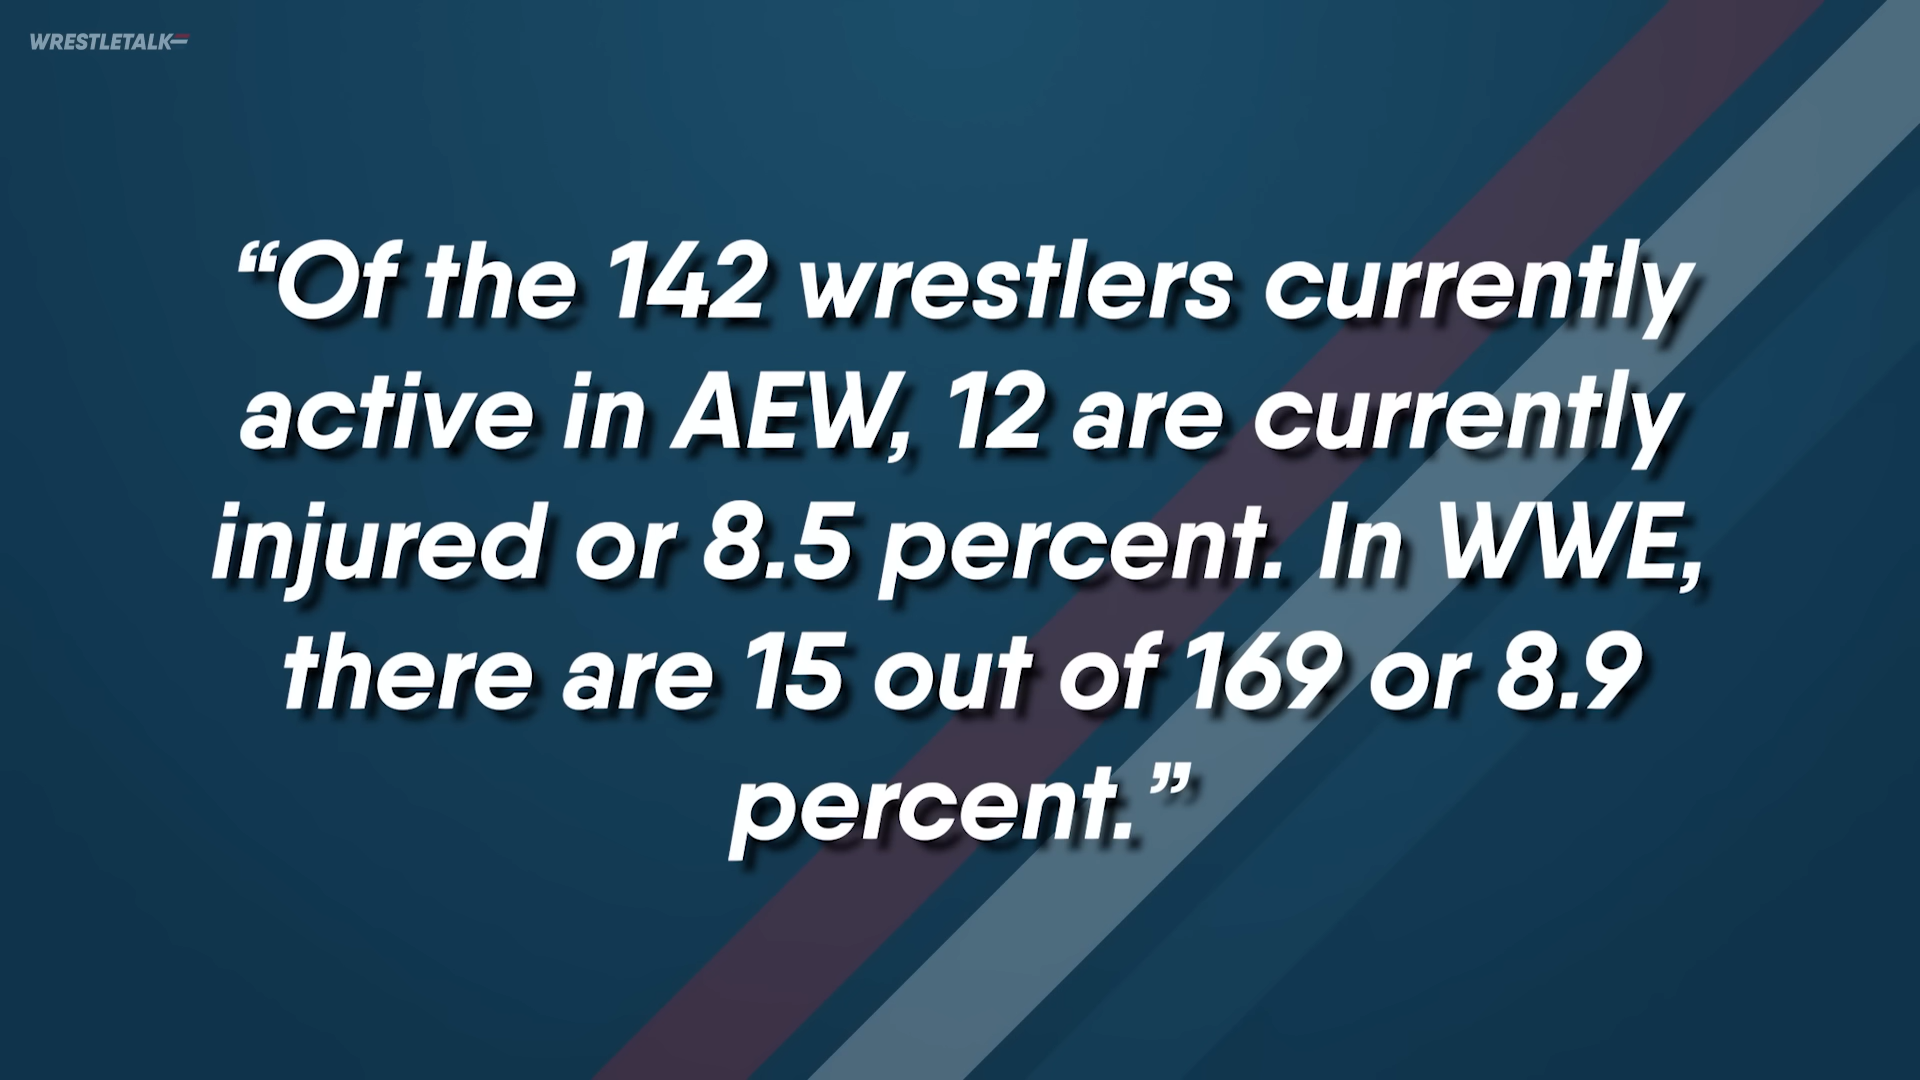 WRESTLETALK
“Of the 142 wrestlers currently
active in AEW, 12 are currently
injured or 8.5 percent. In WWE,
there are 15 out of 169 or 8.9
percent.”